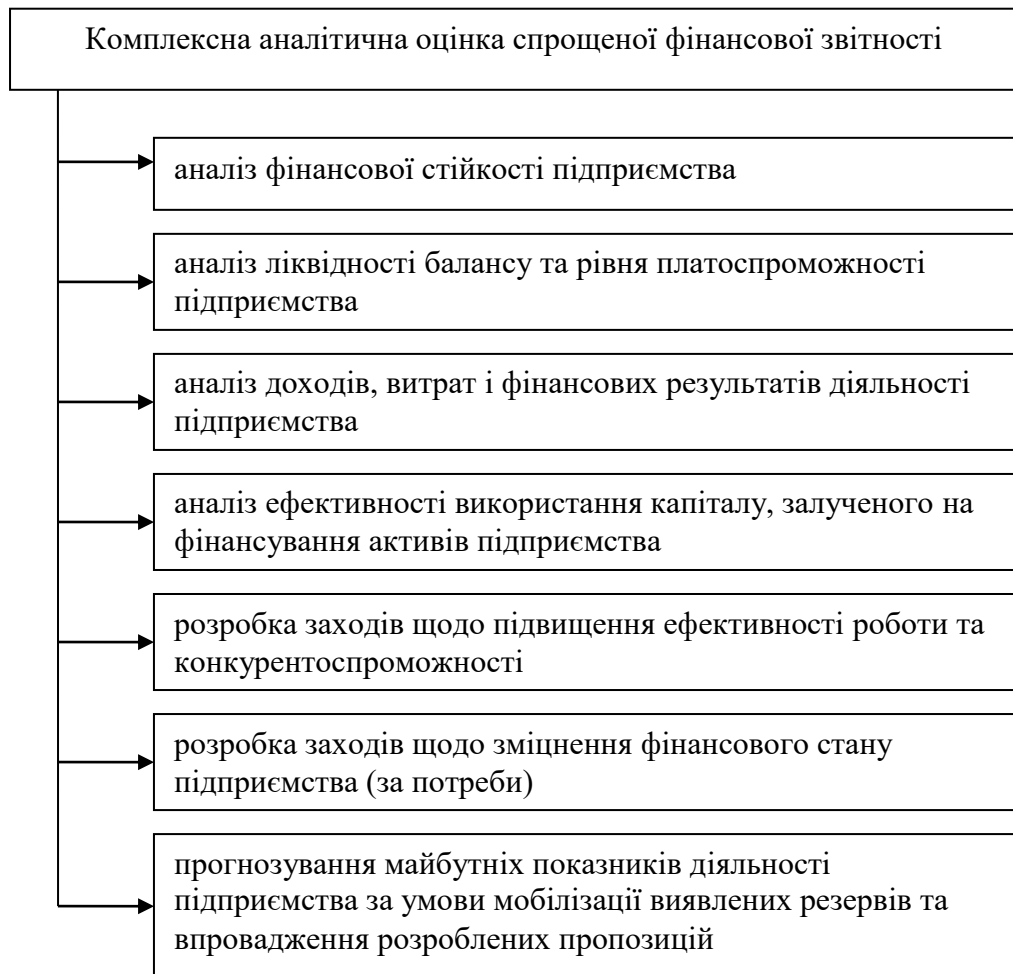 Комплексна аналітична оцінка спрощеної фінансової звітності
аналіз фінансової стійкості підприємства
аналіз ліквідності балансу та рівня платоспроможності
підприємства
аналіз доходів, витрат і фінансових результатів діяльності
підприємства
аналіз ефективності використання капіталу, залученого на
фінансування активів підприємства
розробка заходів щодо підвищення ефективності роботи та
конкурентоспроможності
розробка заходів щодо зміцнення фінансового стану
підприємства (за потреби)
прогнозування майбутніх показників діяльності
підприємства за умови мобілізації виявлених резервів та
впровадження розроблених пропозицій